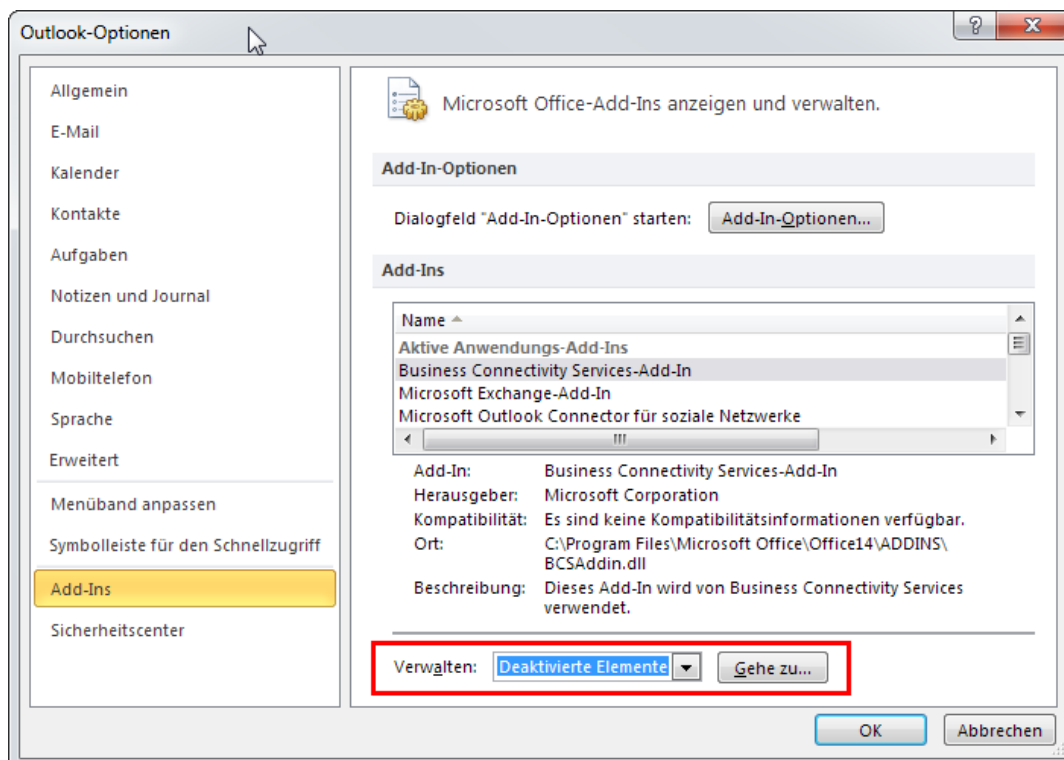 Outlook-Optionen
Allgemein
E-Mail
Kalender
Kontakte
Aufgaben
Notizen und Journal
Durchsuchen
Mobiltelefon
Sprache
Erweitert
Menüband anpassen
Symbolleiste für den Schnellzugriff
Add-Ins
Sicherheitscenter
Microsoft Office-Add-Ins anzeigen und verwalten.
Add-In-Optionen
Dialogfeld "Add-In-Optionen" starten: Add-In-Optionen...
Add-Ins
Name
Aktive Anwendungs-Add-Ins
Business Connectivity Services-Add-In
Microsoft Exchange-Add-In
Microsoft Outlook Connector für soziale Netzwerke
Add-In: Business Connectivity Services-Add-In
Herausgeber: Microsoft Corporation
Kompatibilität: Es sind keine Kompatibilitätsinformationen verfügbar.
Ort: C:\Program Files\Microsoft Office\Office14\ADDINS\
BCSAddin.dll
Beschreibung: Dieses Add-In wird von Business Connectivity Services
verwendet.
Verwalten: Deaktivierte Elemente Gehe zu...
OK Abbrechen